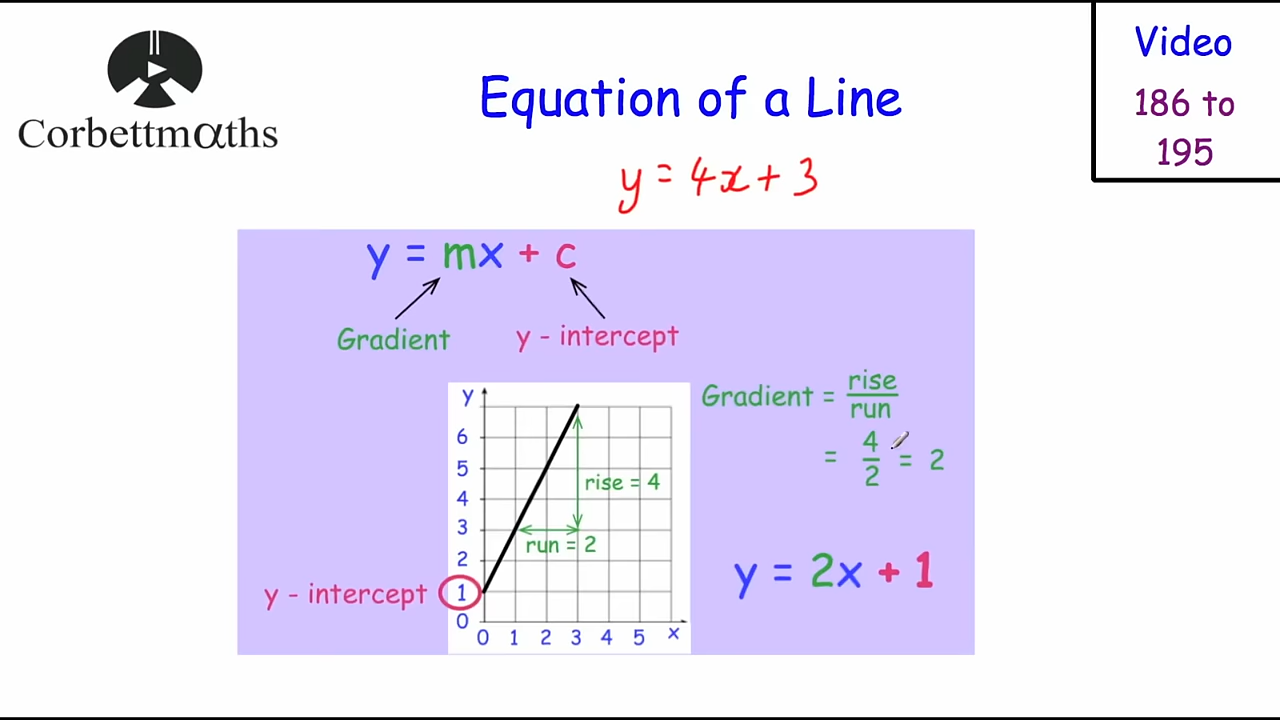 Corbettmαths
Equation of a Line
Video
186 to
195
y = 4x + 3
y = mx + c
Gradient
y - intercept
Gradient = rise/run
= 4/2 = 2
y
6
5
4
3
2
1
0
rise = 4
run = 2
y - intercept
0 1 2 3 4 5 x
y = 2x + 1